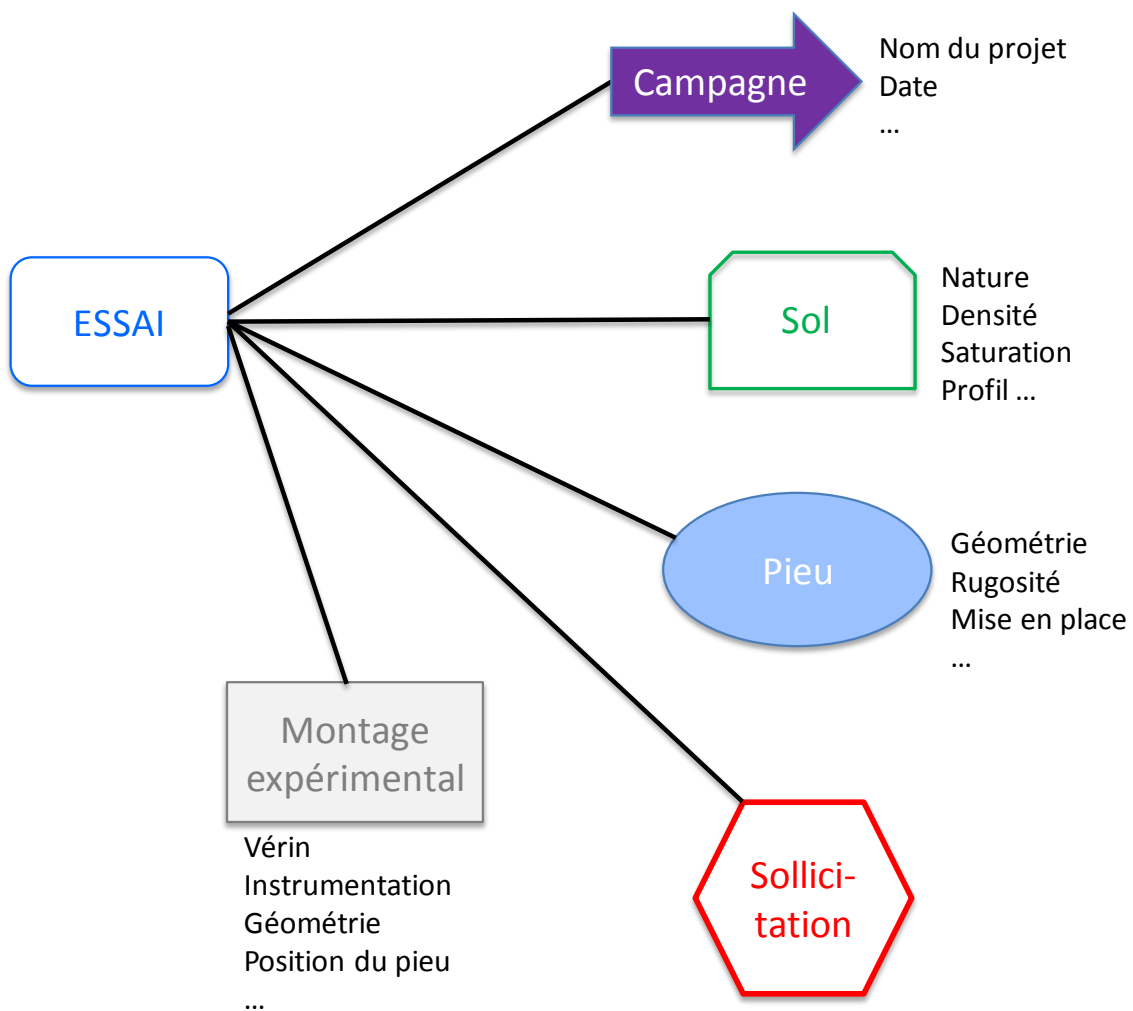 Campagne
Nom du projet
Date
...
ESSAI
Sol
Nature
Densité
Saturation
Profil ...
Pieu
Géométrie
Rugosité
Mise en place
...
Montage
expérimental
Vérin
Instrumentation
Géométrie
Position du pieu
...
Sollici-
tation